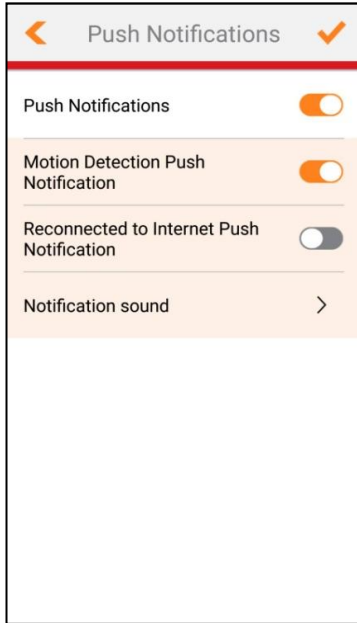 Push Notifications
Push Notifications
Motion Detection Push
Notification
Reconnected to Internet Push
Notification
Notification sound